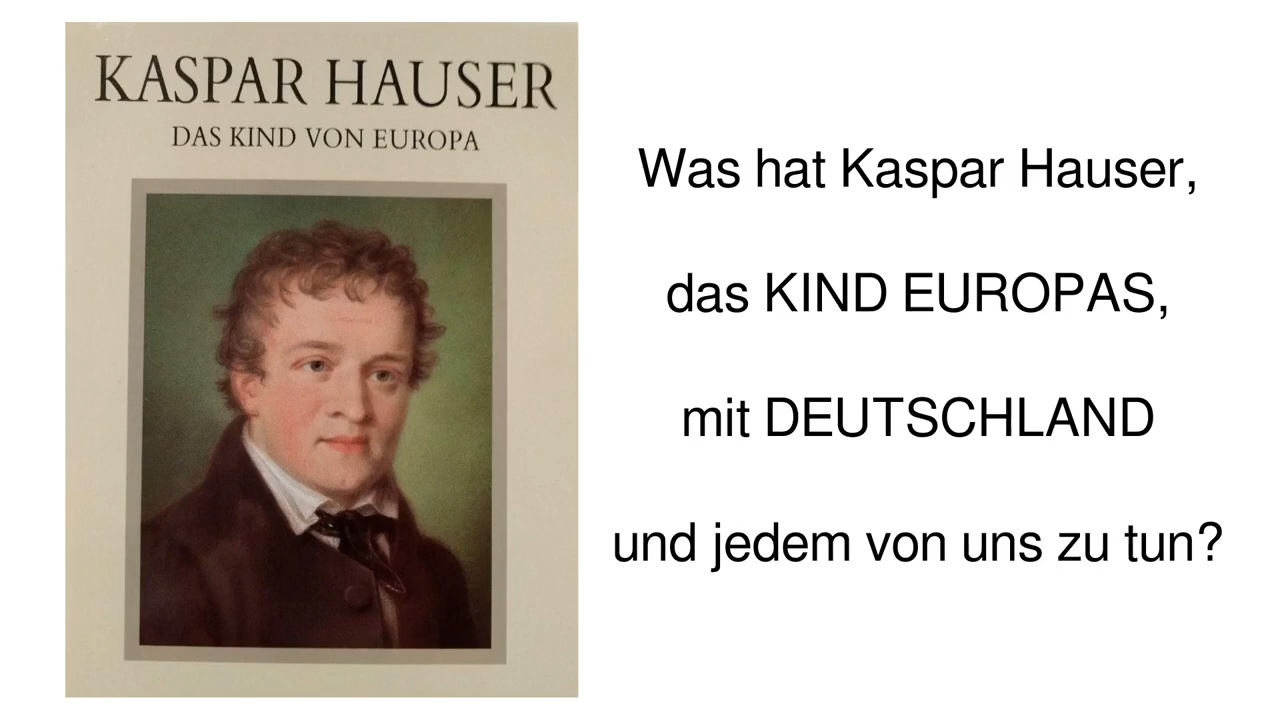 KASPAR HAUSER
DAS KIND VON EUROPA
Was hat Kaspar Hauser,
das KIND EUROPAS,
mit DEUTSCHLAND
und jedem von uns zu tun?